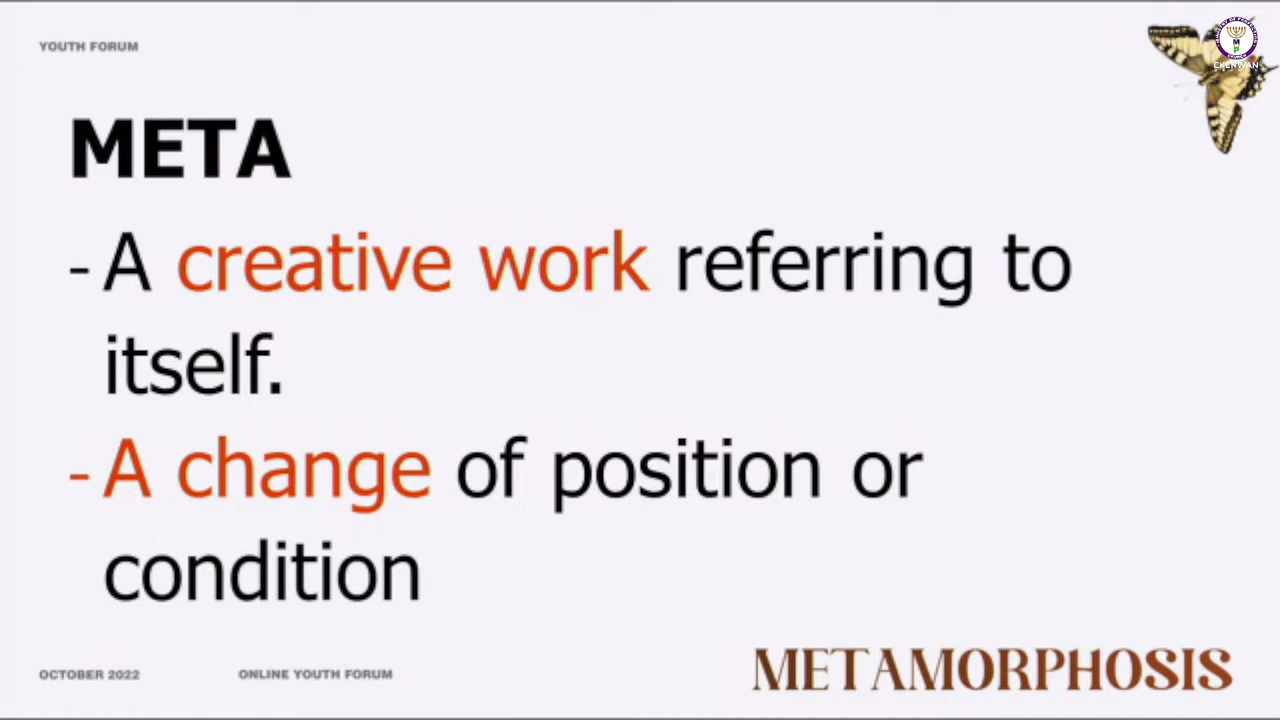 YOUTH FORUM
META
- A creative work referring to
itself.
- A change of position or
condition
OCTOBER 2022
ONLINE YOUTH FORUM
METAMORPHOSIS
EKENWAN